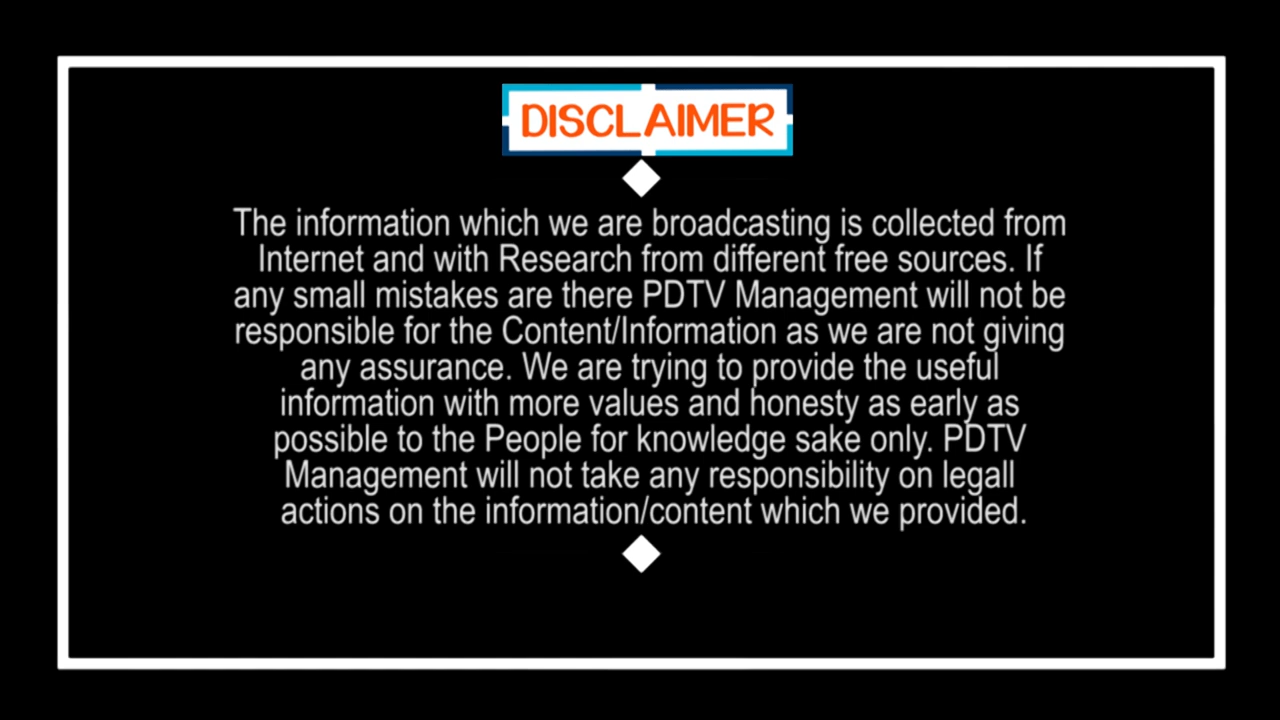 DISCLAIMER
The information which we are broadcasting is collected from
Internet and with Research from different free sources. If
any small mistakes are there PDTV Management will not be
responsible for the Content/Information as we are not giving
any assurance. We are trying to provide the useful
information with more values and honesty as early as
possible to the People for knowledge sake only. PDTV
Management will not take any responsibility on legall
actions on the information/content which we provided.